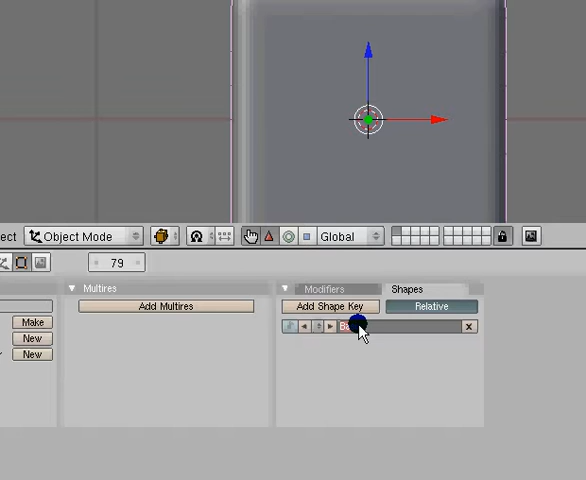 ect Object Mode Global
79
Multires Modifiers Shapes
Add Multires Add Shape Key Relative
Make
New
New
x